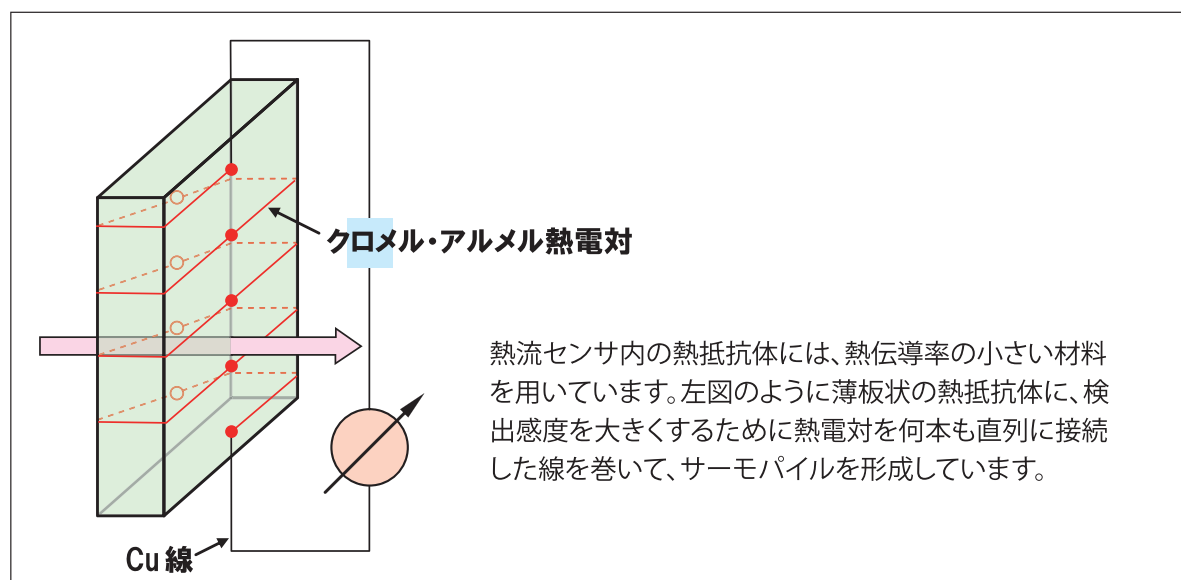 クロメル・アルメル熱電対
熱流センサ内の熱抵抗体には、熱伝導率の小さい材料
を用いています。左図のように薄板状の熱抵抗体に、検
出感度を大きくするために熱電対を何本も直列に接続
した線を巻いて、サーモパイルを形成しています。
Cu 線